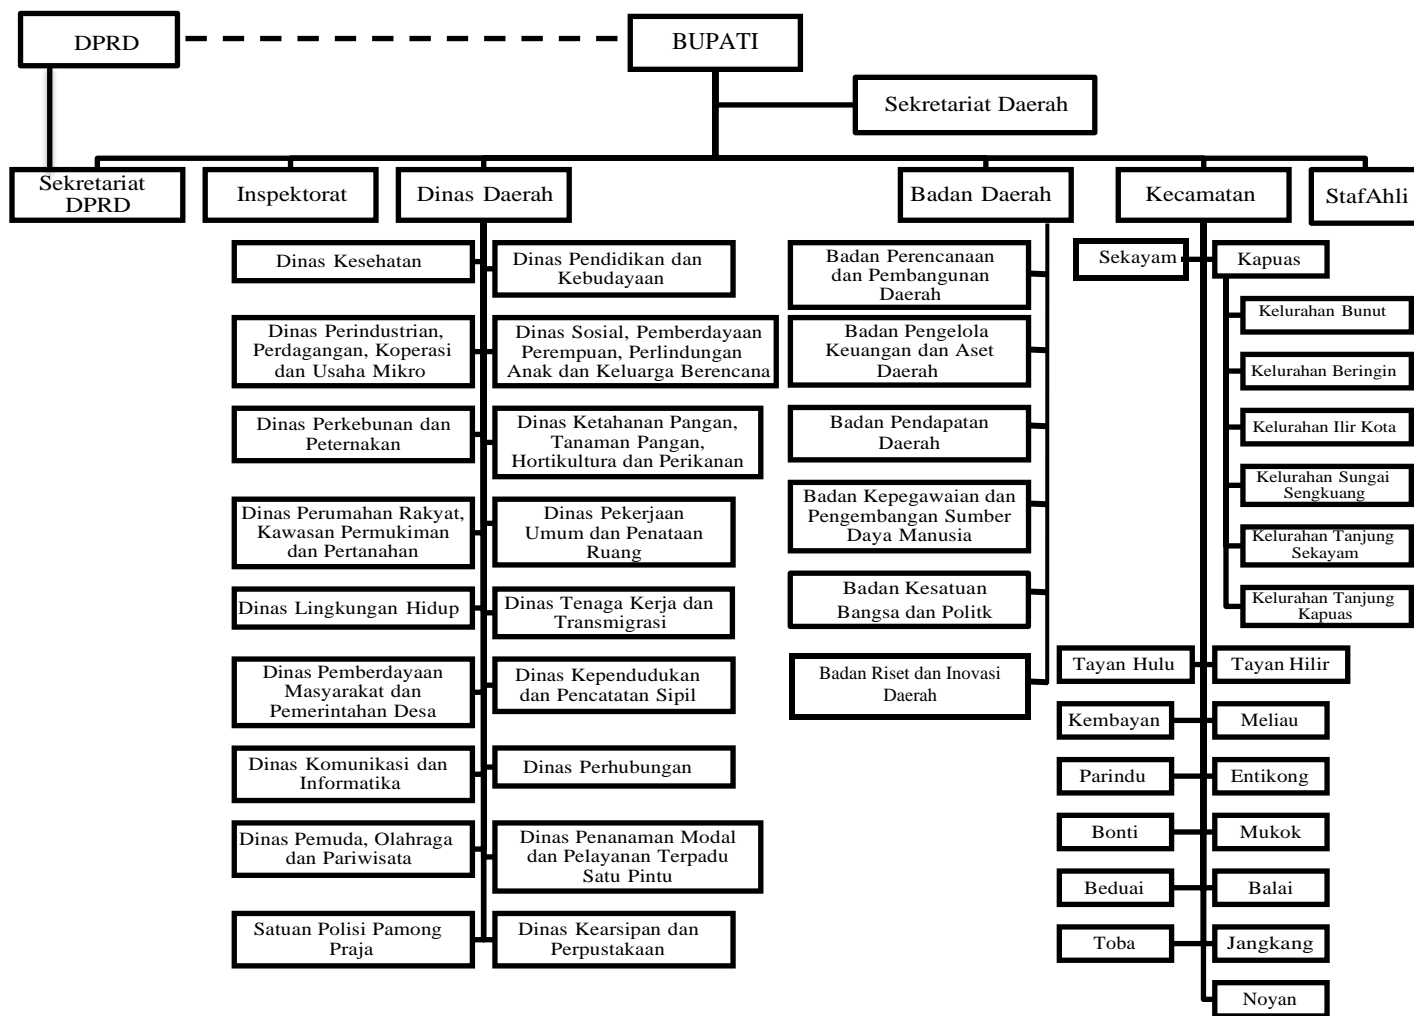 DPRD
BUPATI
Sekretariat Daerah
Sekretariat
DPRD
Inspektorat
Dinas Daerah
Badan Daerah
Kecamatan
StafAhli
Dinas Kesehatan
Dinas Pendidikan dan
Kebudayaan
Dinas Perindustrian,
Perdagangan, Koperasi
dan Usaha Mikro
Dinas Sosial, Pemberdayaan
Perempuan, Perlindungan
Anak dan Keluarga Berencana
Dinas Perkebunan dan
Peternakan
Dinas Ketahanan Pangan,
Tanaman Pangan,
Hortikultura dan Perikanan
Dinas Perumahan Rakyat,
Kawasan Permukiman
dan Pertanahan
Dinas Pekerjaan
Umum dan Penataan
Ruang
Dinas Lingkungan Hidup
Dinas Tenaga Kerja dan
Transmigrasi
Dinas Pemberdayaan
Masyarakat dan
Pemerintahan Desa
Dinas Kependudukan
dan Pencatatan Sipil
Dinas Komunikasi dan
Informatika
Dinas Perhubungan
Dinas Pemuda, Olahraga
dan Pariwisata
Dinas Penanaman Modal
dan Pelayanan Terpadu
Satu Pintu
Satuan Polisi Pamong
Praja
Dinas Kearsipan dan
Perpustakaan
Badan Perencanaan
dan Pembangunan
Daerah
Badan Pengelola
Keuangan dan Aset
Daerah
Badan Pendapatan
Daerah
Badan Kepegawaian dan
Pengembangan Sumber
Daya Manusia
Badan Kesatuan
Bangsa dan Politk
Badan Riset dan Inovasi
Daerah
Sekayam
Kapuas
Kelurahan Bunut
Kelurahan Beringin
Kelurahan Ilir Kota
Kelurahan Sungai
Sengkuang
Kelurahan Tanjung
Sekayam
Kelurahan Tanjung
Kapuas
Tayan Hulu
Tayan Hilir
Kembayan
Meliau
Parindu
Entikong
Bonti
Mukok
Beduai
Balai
Toba
Jangkang
Noyan